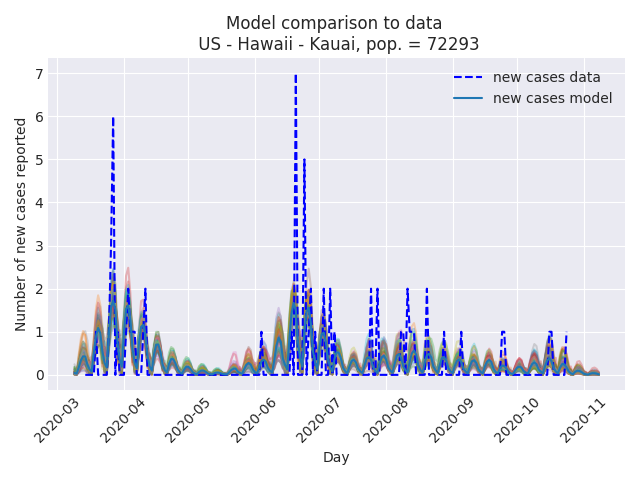 Model comparison to data
US - Hawaii - Kauai, pop. = 72293
new cases data
new cases model
Number of new cases reported
7
6
5
4
3
2
1
0
2020-03
2020-04
2020-05
2020-06
2020-07
2020-08
2020-09
2020-10
2020-11
Day